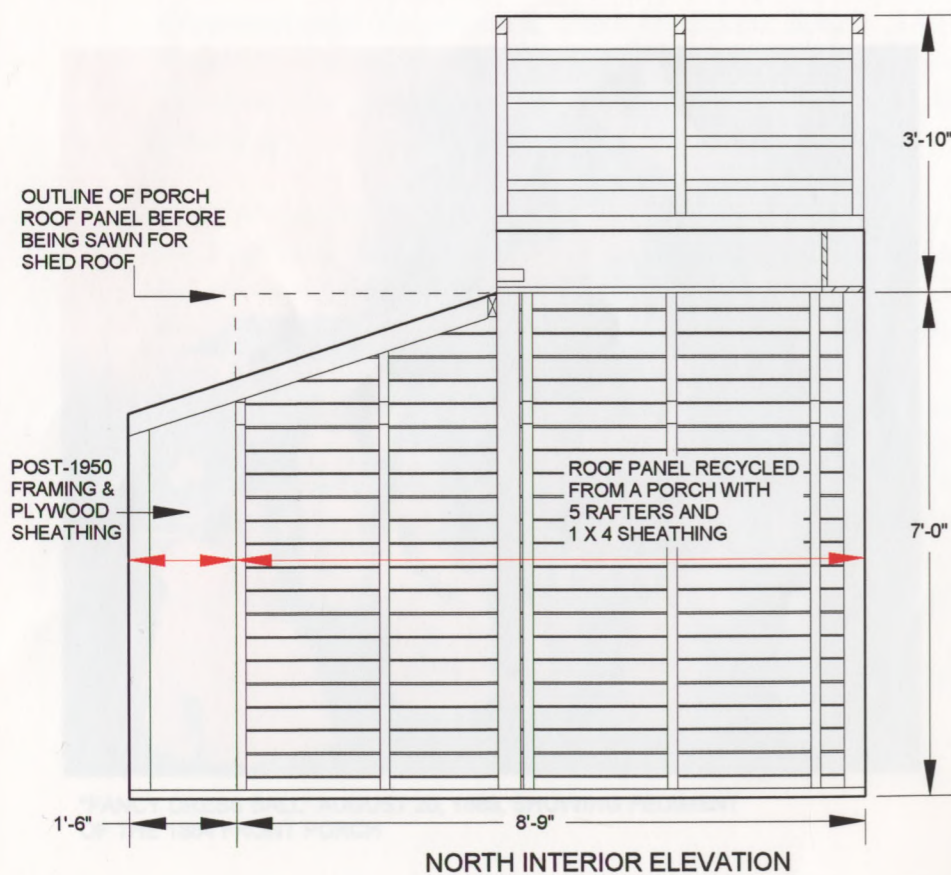 3'-10"
OUTLINE OF PORCH
ROOF PANEL BEFORE
BEING SAWN FOR
SHED ROOF
POST-1950
FRAMING &
PLYWOOD
SHEATHING
ROOF PANEL RECYCLED
FROM A PORCH WITH
5 RAFTERS AND
1 X 4 SHEATHING
7'-0"
1'-6"
8'-9"
NORTH INTERIOR ELEVATION